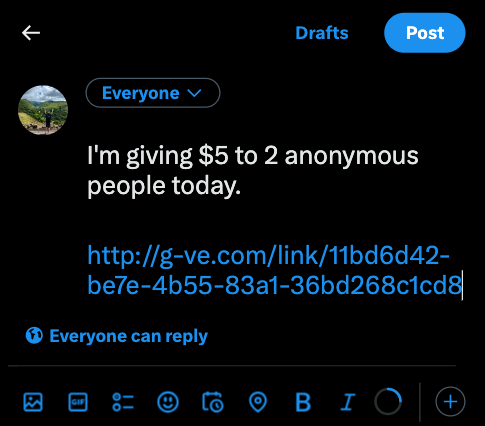 Drafts
Post
Everyone
I'm giving $5 to 2 anonymous
people today.
http://g-ve.com/link/11bd6d42-
be7e-4b55-83a1-36bd268c1cd8
Everyone can reply
GIF
B
I